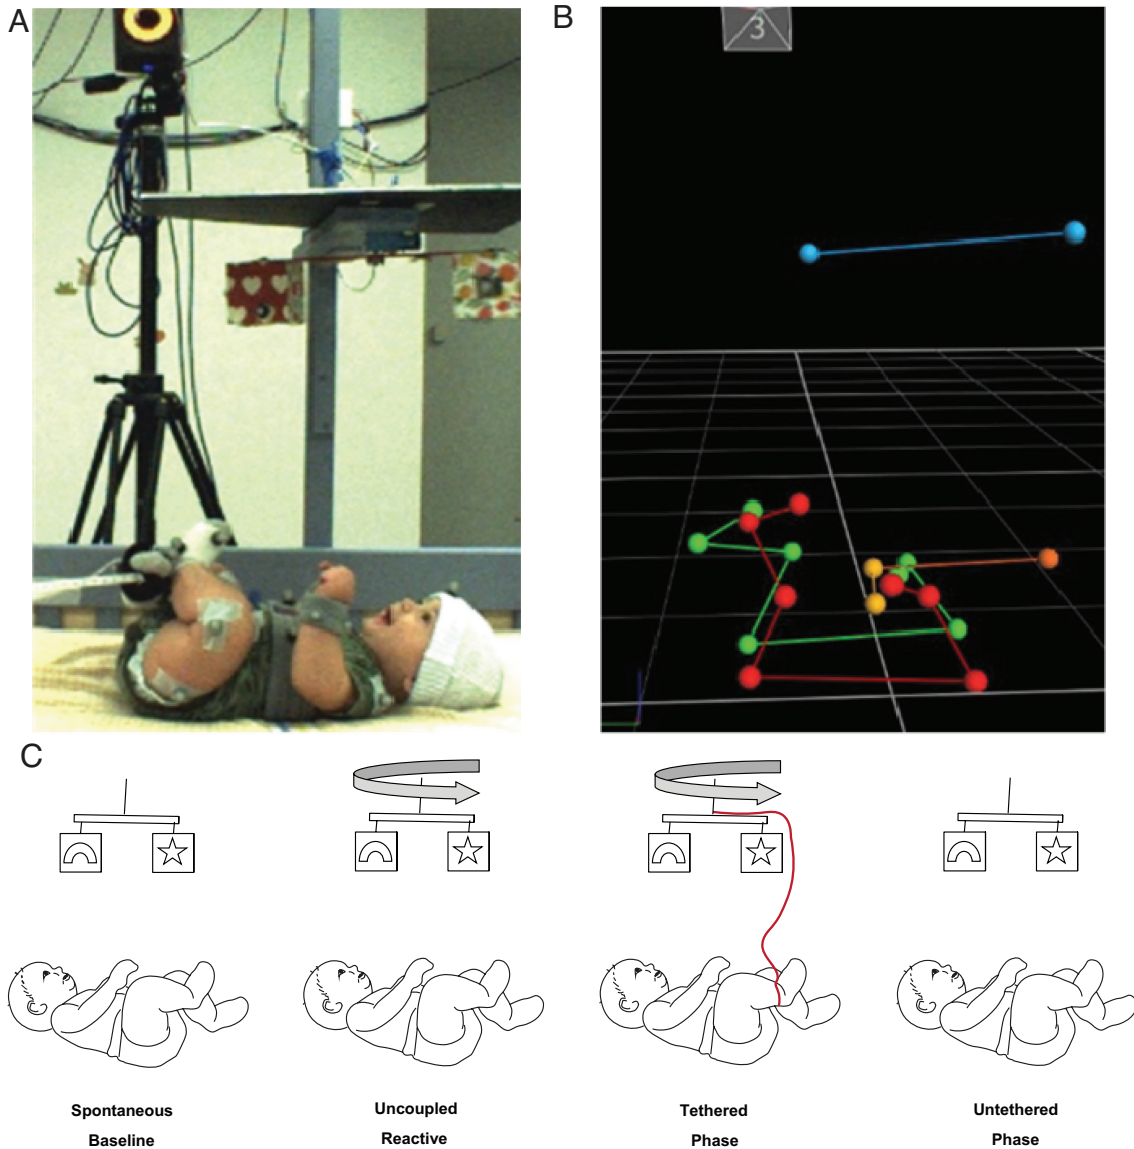 A
B
3
C
Spontaneous
Baseline
Uncoupled
Reactive
Tethered
Phase
Untethered
Phase